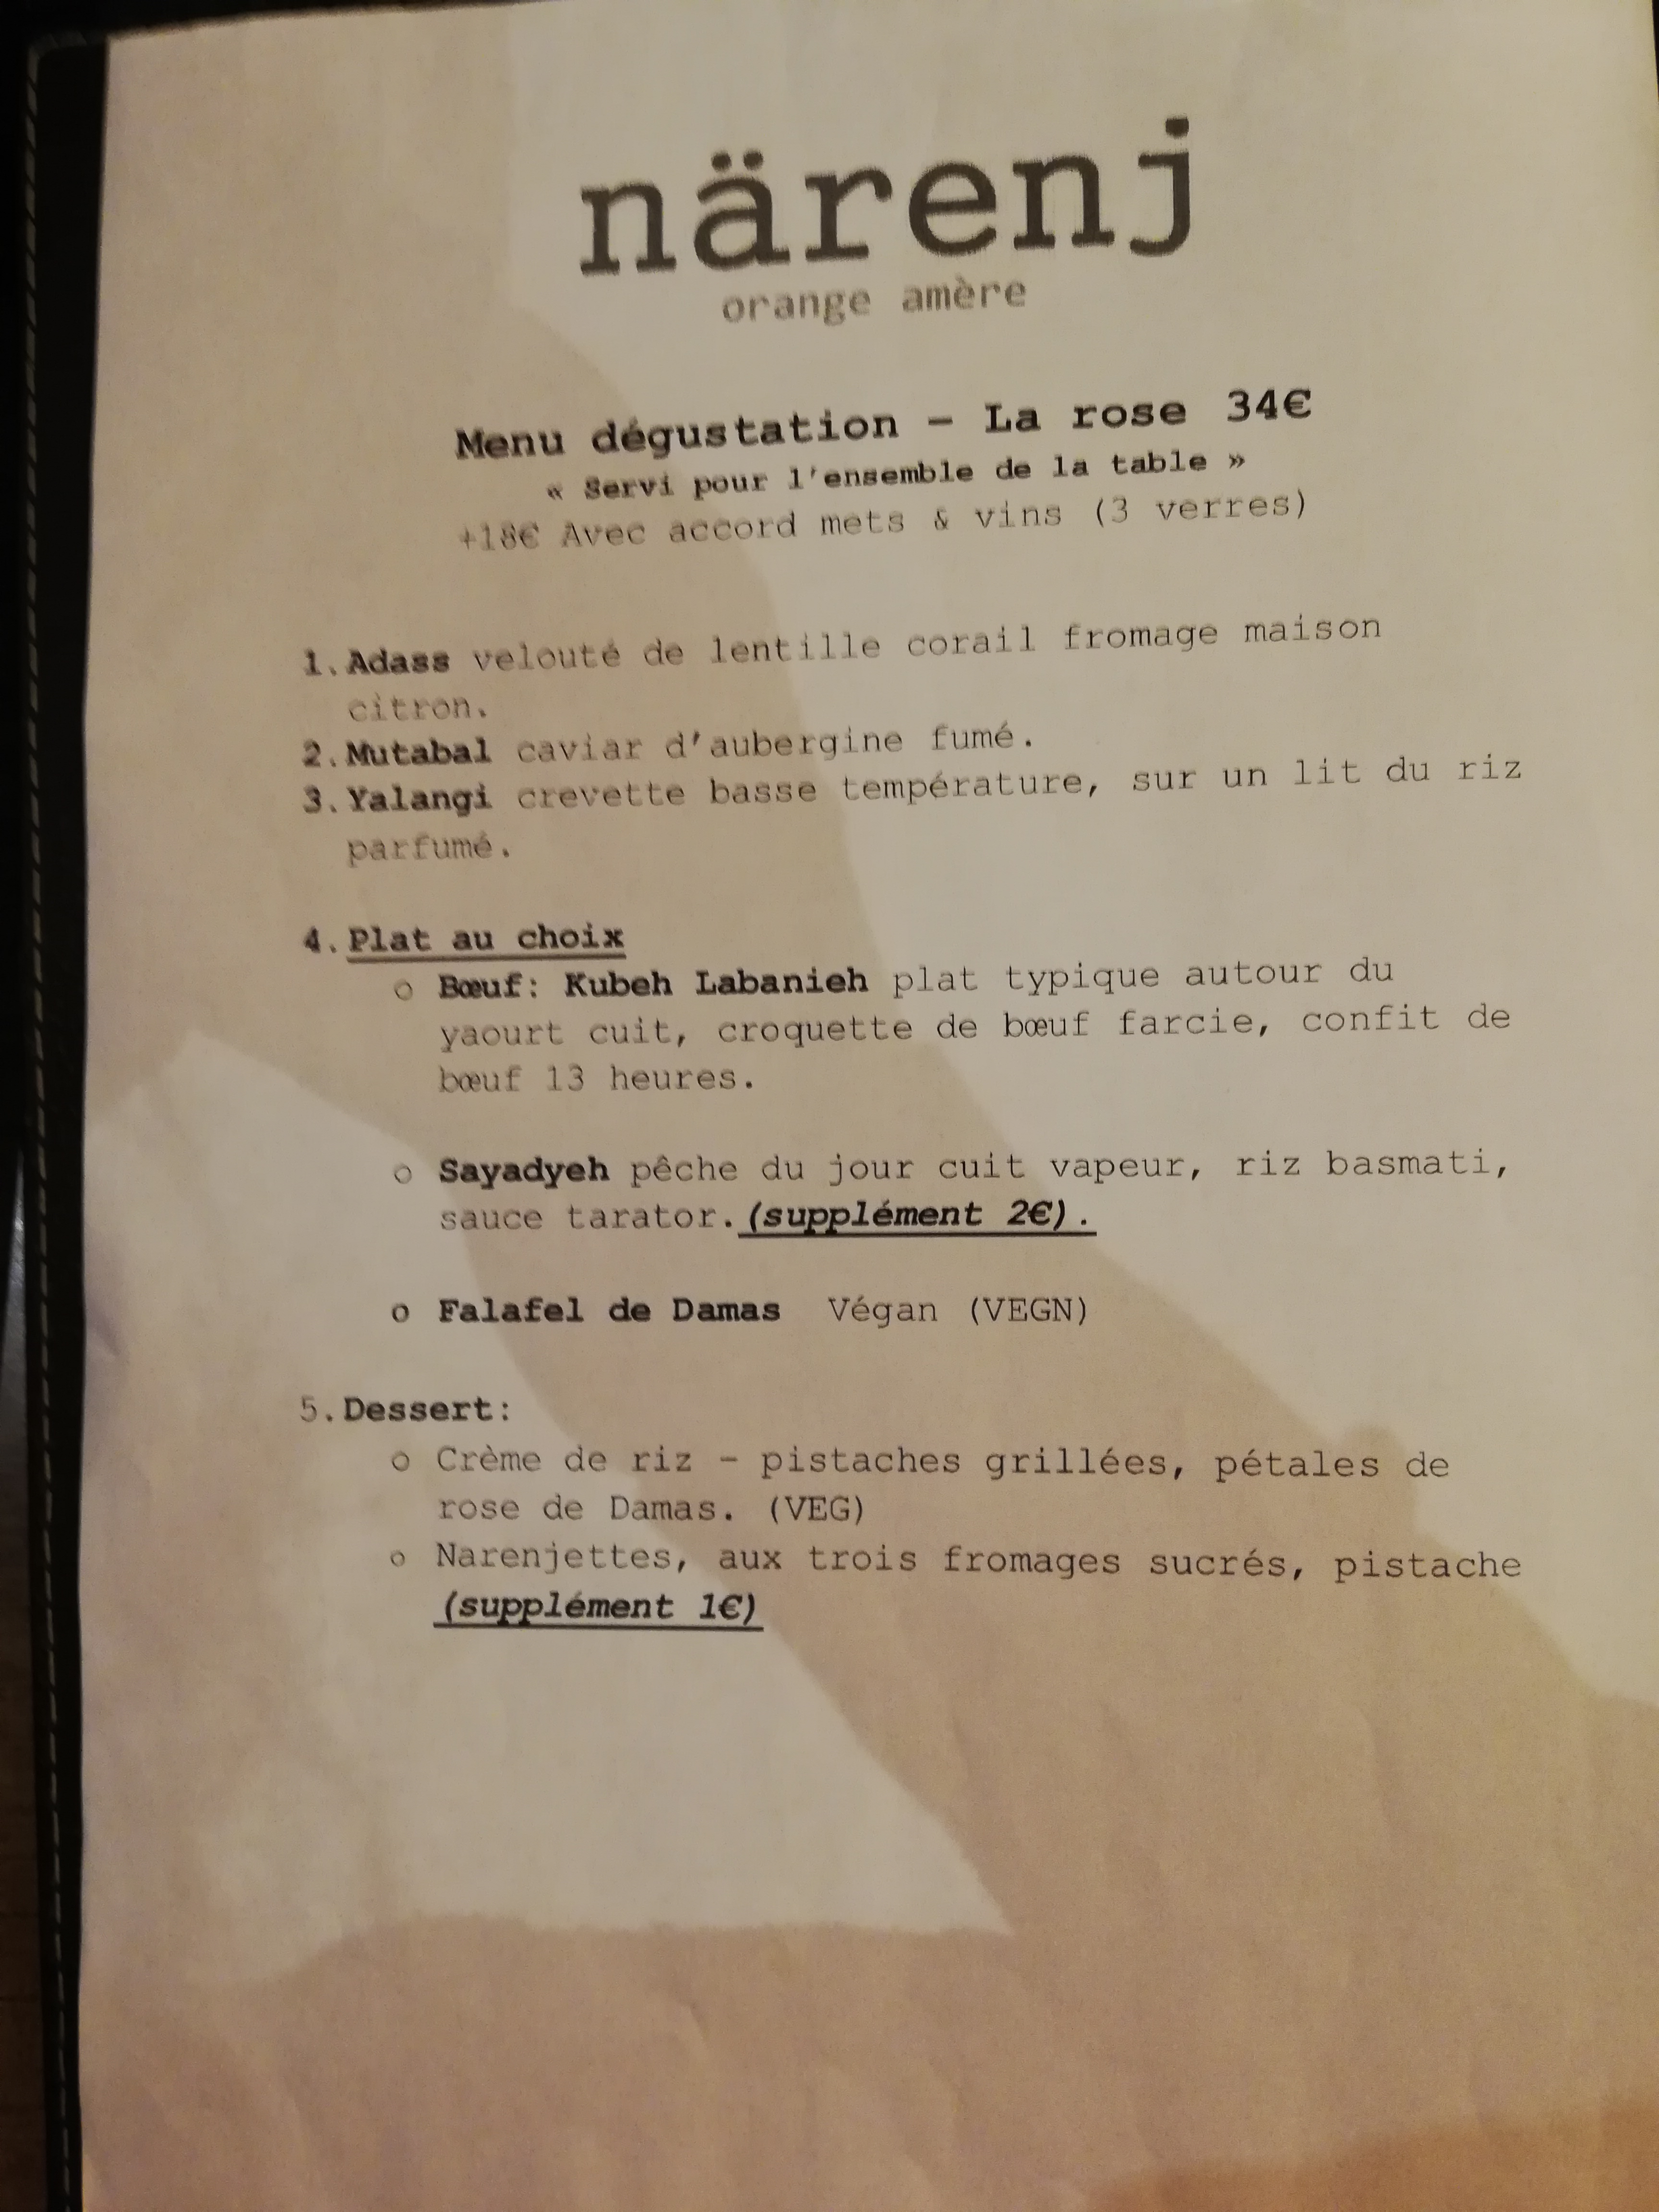 närenj
orange amère
Menu dégustation – La rose 34€
« Servi pour l'ensemble de la table »
+18€ Avec accord mets & vins (3 verres)
1. Adass velouté de lentille corail fromage maison
citron.
2. Mutabal caviar d'aubergine fumé.
3. Yalangi crevette basse température, sur un lit du riz
parfumé.
4. Plat au choix
o Bœuf: Kubeh Labanieh plat typique autour du
yaourt cuit, croquette de bœuf farcie, confit de
bœuf 13 heures.
o Sayadyeh pêche du jour cuit vapeur, riz basmati,
sauce tarator. (supplément 2€).
o Falafel de Damas Végan (VEGN)
5. Dessert:
o Crème de riz – pistaches grillées, pétales de
rose de Damas. (VEG)
o Narenjettes, aux trois fromages sucrés, pistache
(supplément 1€)